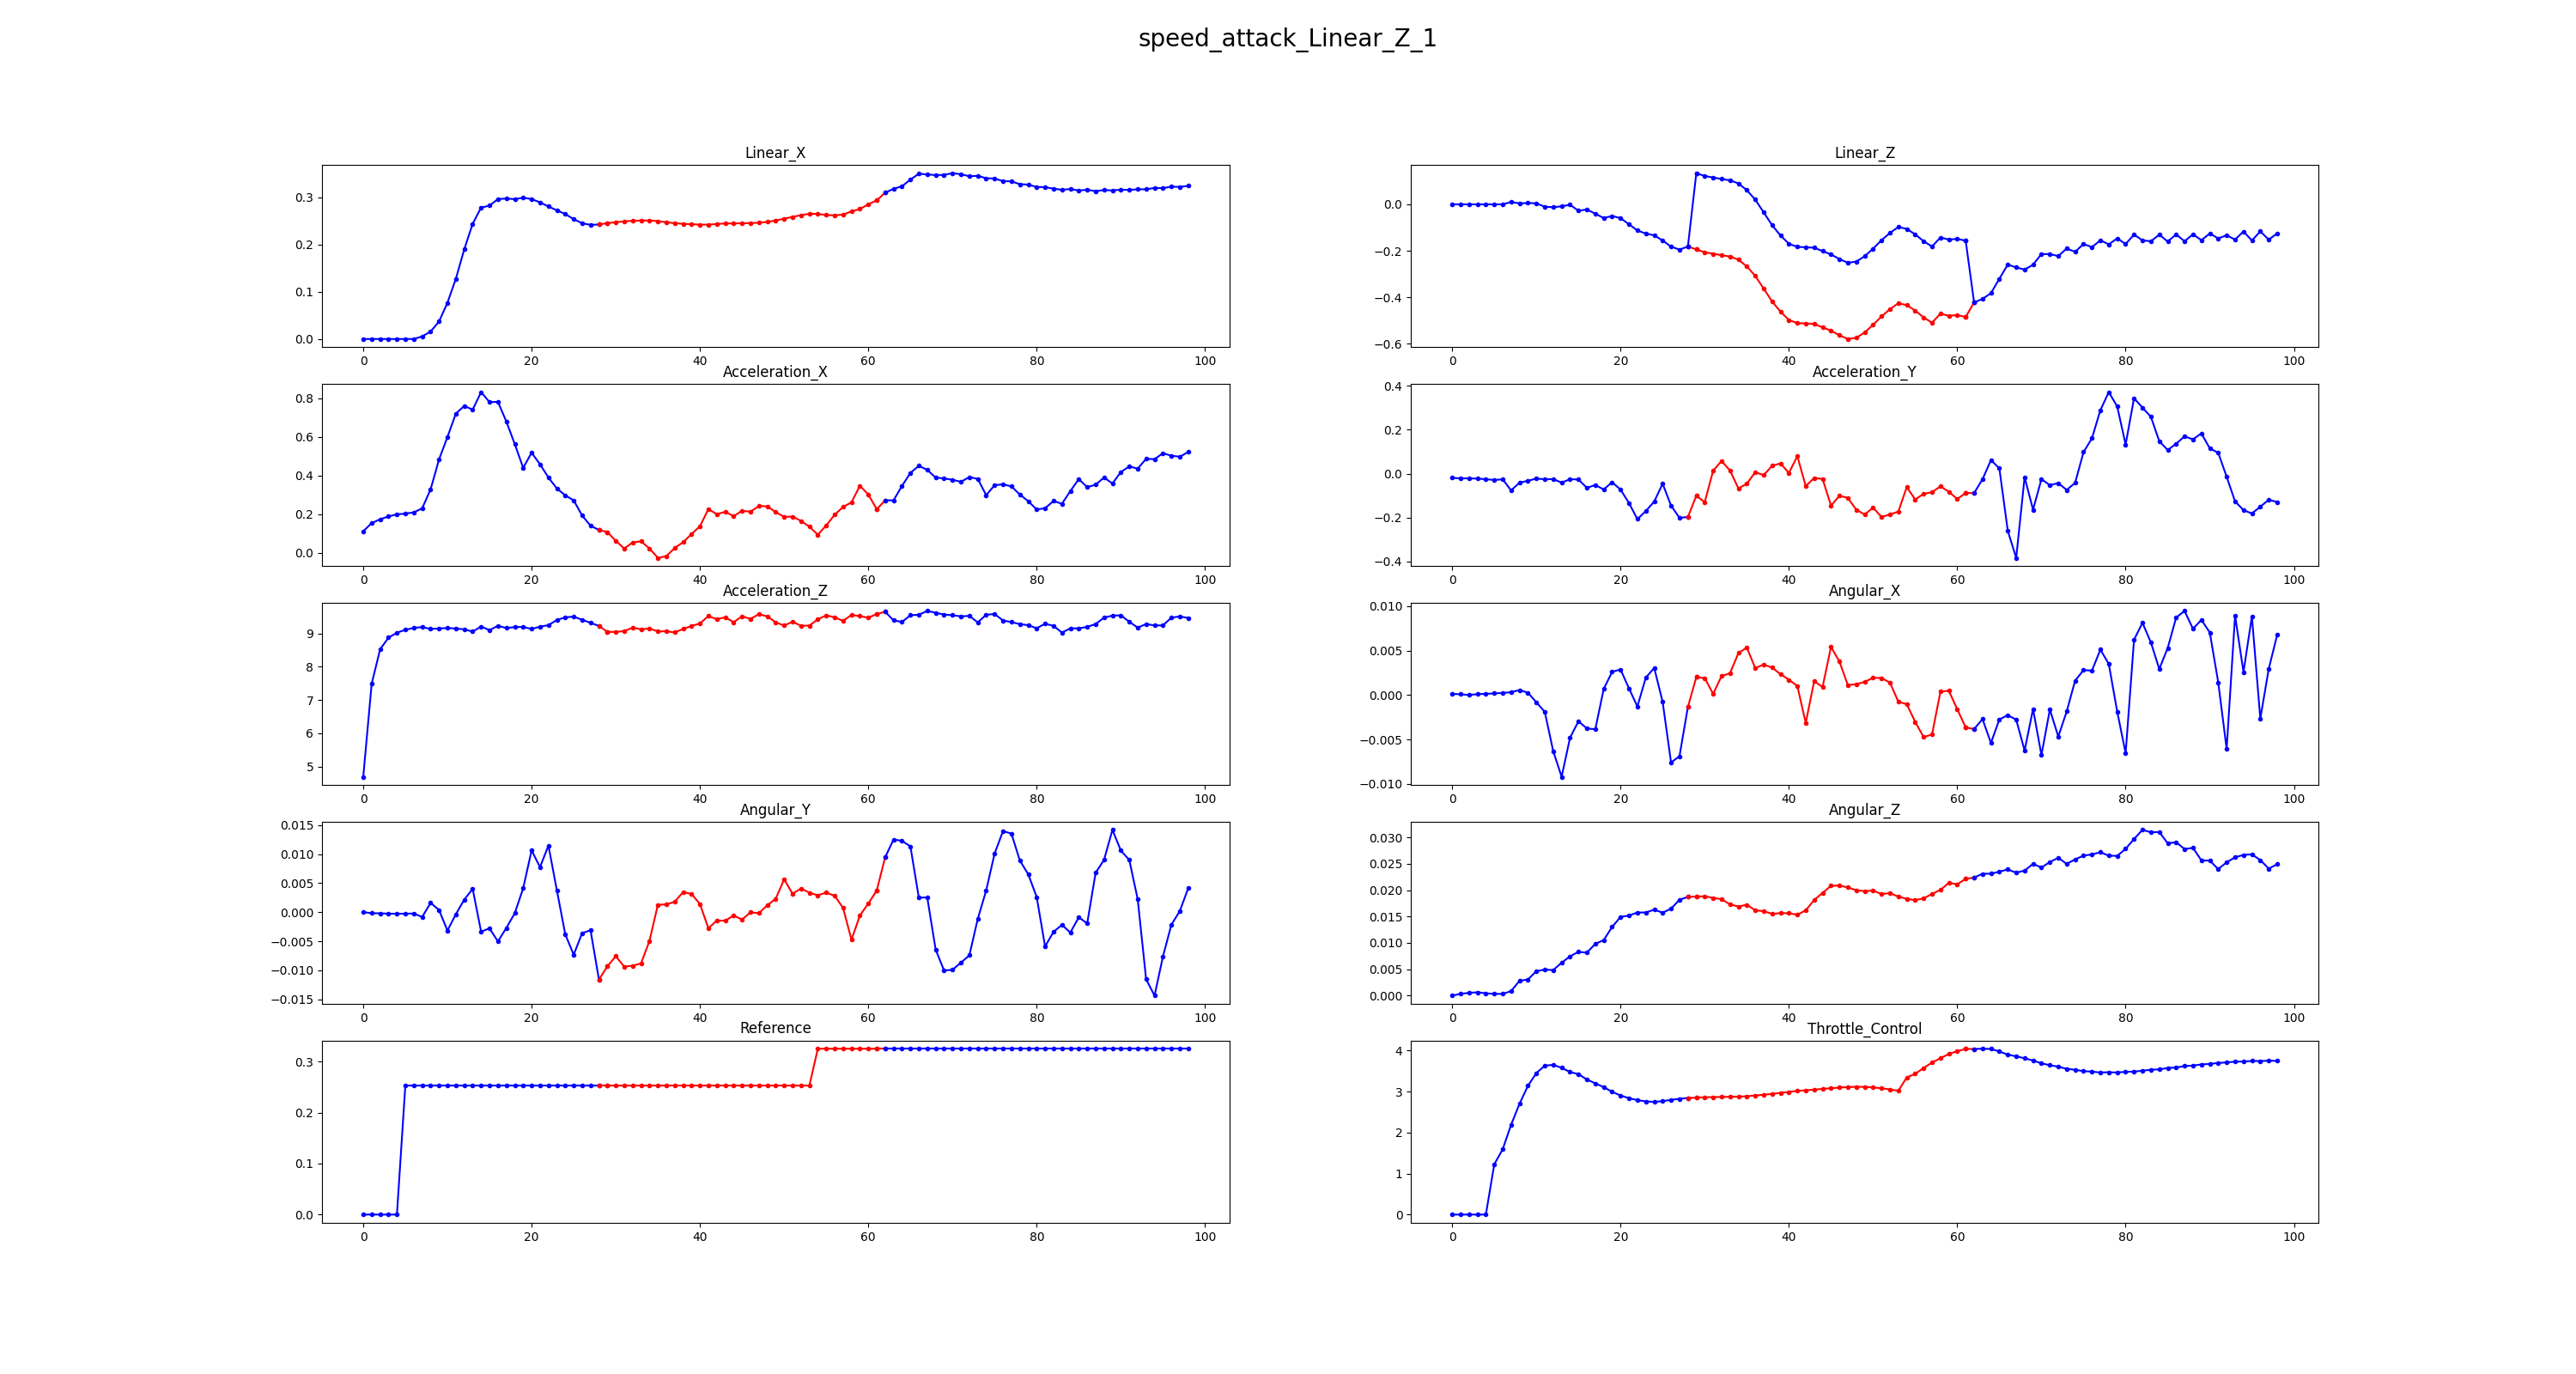 speed_attack_Linear_Z_1
Linear_X
0.3
0.2
0.1
0.0
0 20 40 60 80 100
Linear_Z
0.0
−0.2
−0.4
−0.6
0 20 40 60 80 100
Acceleration_X
0.8
0.6
0.4
0.2
0.0
0 20 40 60 80 100
Acceleration_Y
0.4
0.2
0.0
−0.2
−0.4
0 20 40 60 80 100
Acceleration_Z
9
8
7
6
5
0 20 40 60 80 100
Angular_X
0.010
0.005
0.000
−0.005
−0.010
0 20 40 60 80 100
Angular_Y
0.015
0.010
0.005
0.000
−0.005
−0.010
−0.015
0 20 40 60 80 100
Angular_Z
0.030
0.025
0.020
0.015
0.010
0.005
0.000
0 20 40 60 80 100
Reference
0.3
0.2
0.1
0.0
0 20 40 60 80 100
Throttle_Control
4
3
2
1
0
0 20 40 60 80 100